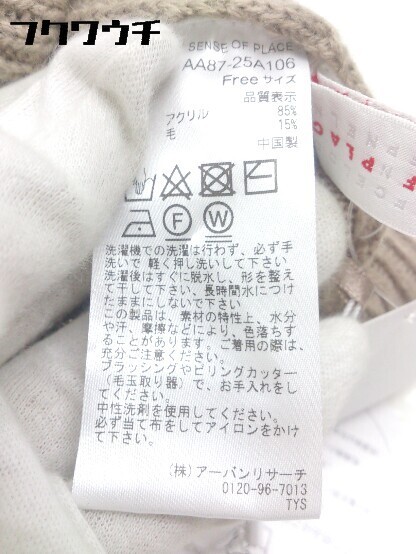 フクワウチ
SENSE OF PLACE
AA87-25A106
Free サイズ
品質表示
アクリル 85%
毛 15%
中国製
F W
洗濯機での洗濯は行わず、必ず手
洗いで 軽く押し洗いして下さい
洗濯後はすぐに脱水し、形を整え
て干して下さい、長時間水につけ
たままにしないで下さい
この製品は、素材の特性上、水分
や汗、摩擦などにより、色落ちす
ることがあります。ご着用の際は、
充分ご注意ください。
ブラッシングやピリングカッター
(毛玉取り器)で、お手入れをし
てください。
中性洗剤を使用してください。
必ず当て布をしてアイロンをかけ
て下さい。
(株) アーバンリサーチ
0120-96-7013
TYS